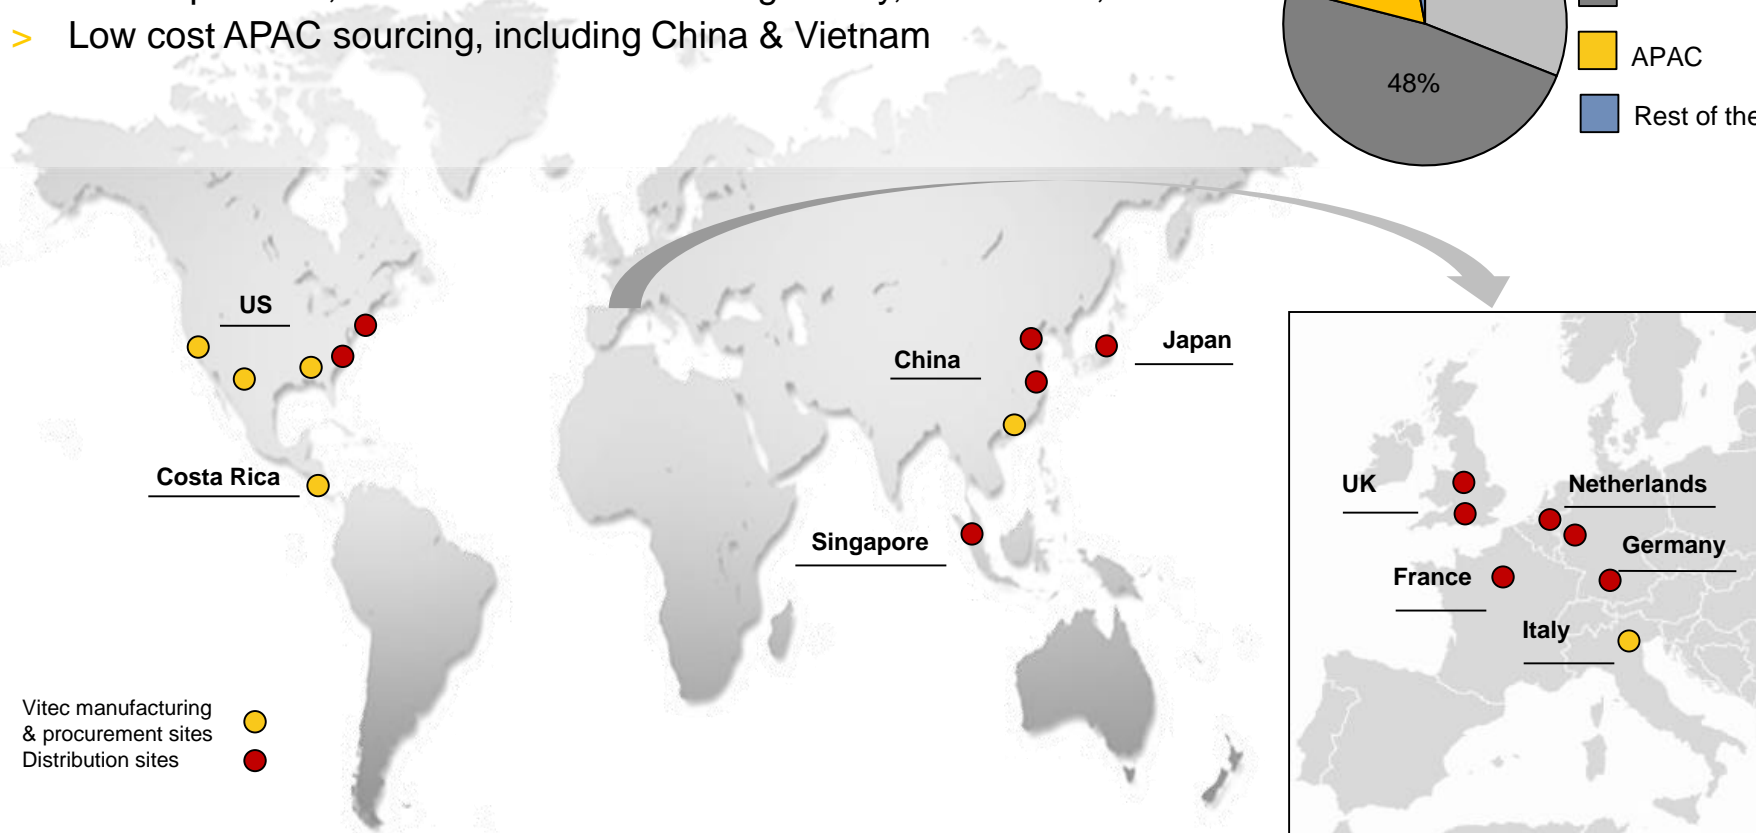 > Low cost APAC sourcing, including China & Vietnam
48%
APAC
Rest of the
US
Costa Rica
China
Japan
Singapore
UK
Netherlands
Germany
France
Italy
Vitec manufacturing
& procurement sites
Distribution sites